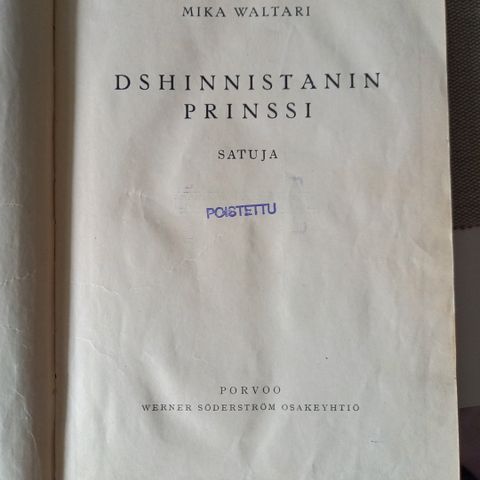 MIKA WALTARI
DSHINNISTANIN
PRINSSI
SATUJA
POISTETTU
PORVOO
WERNER SÖDERSTRÖM OSAKEYHTIÖ